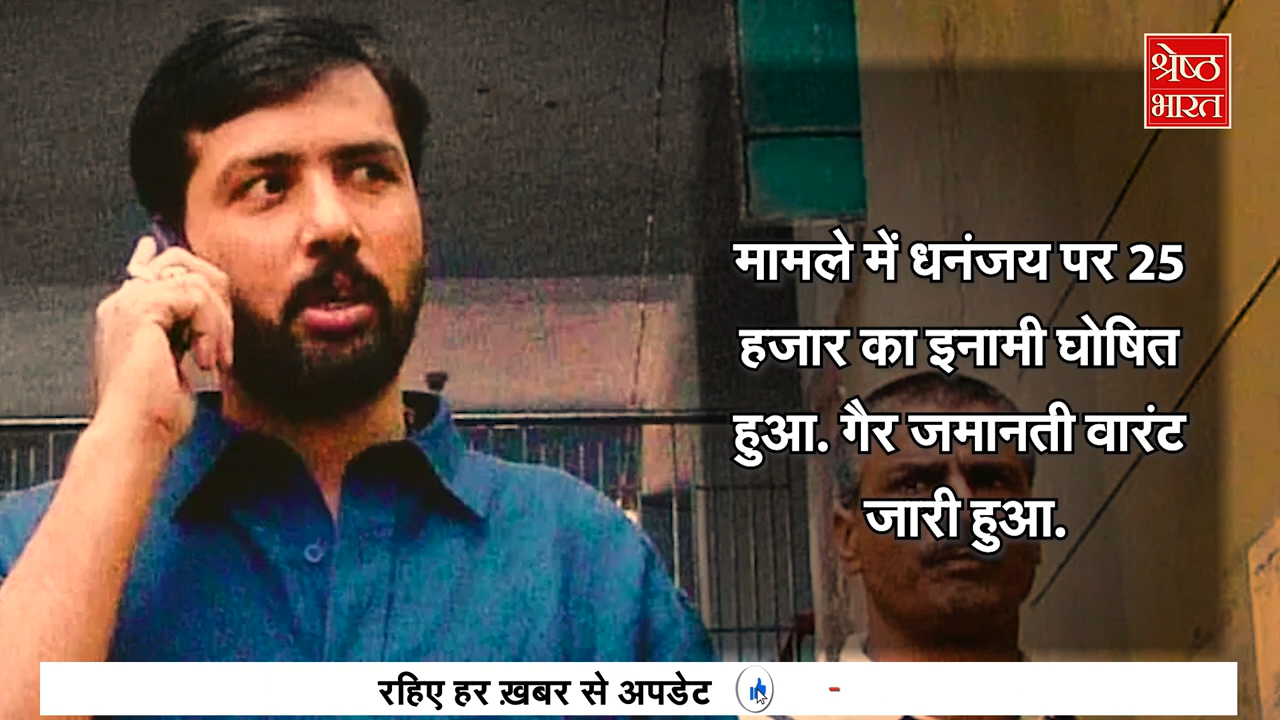 श्रेष्ठ
भारत
मामले में धनंजय पर 25
हजार का इनामी घोषित
हुआ. गैर जमानती वारंट
जारी हुआ.
रहिए हर ख़बर से अपडेट